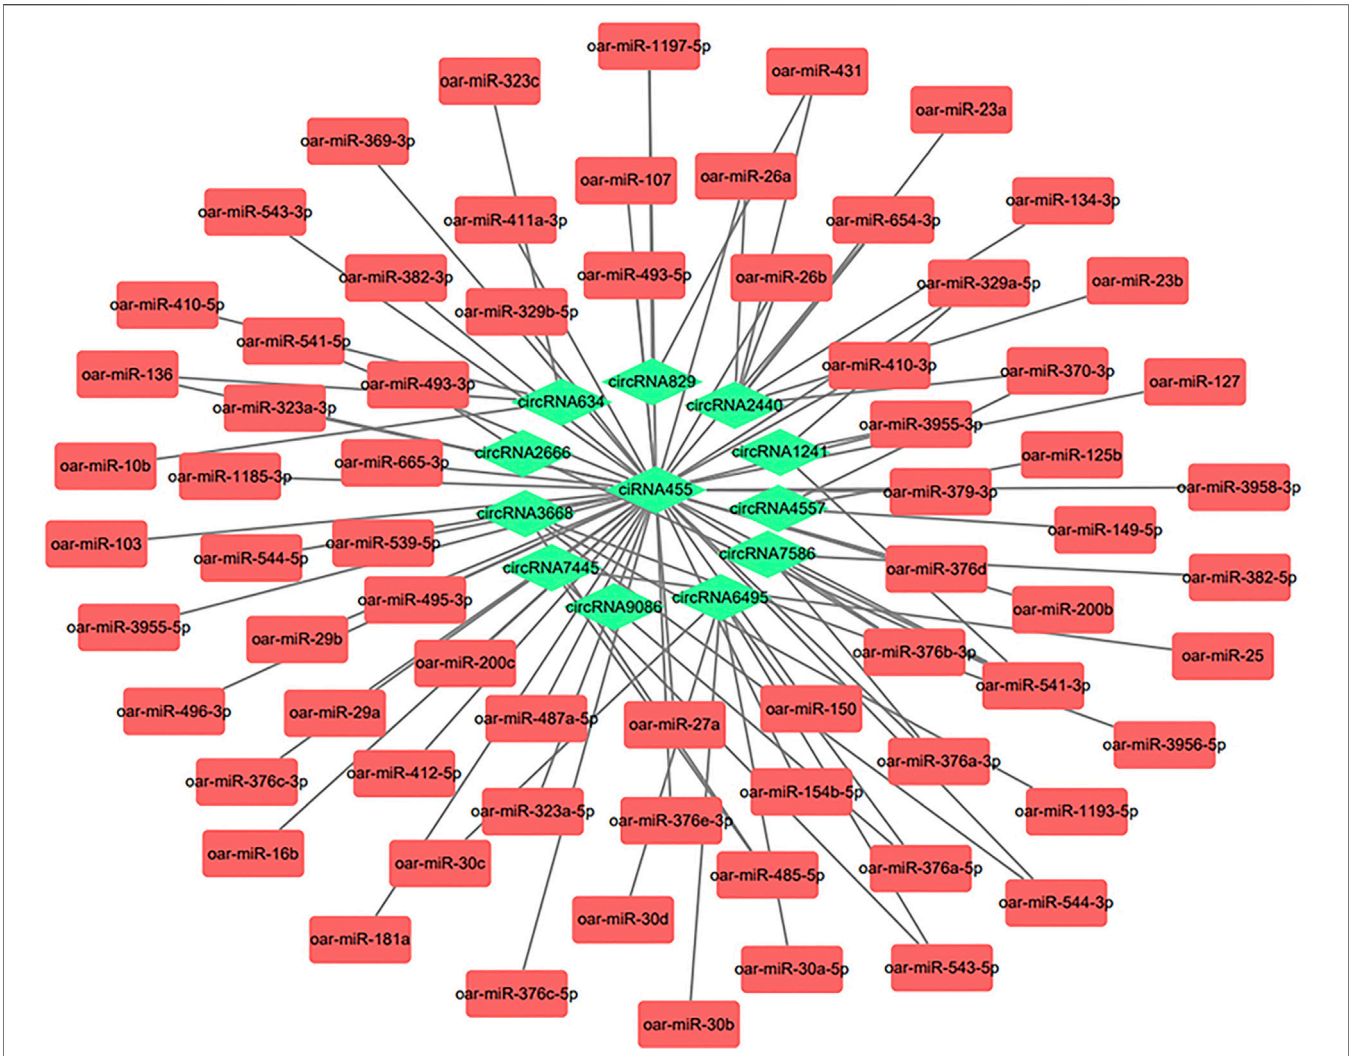 oar-miR-1197-5p
oar-miR-431
oar-miR-323c
oar-miR-23a
oar-miR-369-3p
oar-miR-107
oar-miR-26a
oar-miR-134-3p
oar-miR-543-3p
oar-miR-411a-3p
oar-miR-654-3p
oar-miR-382-3p
oar-miR-493-5p
oar-miR-26b
oar-miR-329a-5p
oar-miR-23b
oar-miR-410-5p
oar-miR-329b-5p
oar-miR-541-5p
oar-miR-410-3p
oar-miR-370-3p
oar-miR-136
oar-miR-493-3p
circRNA829
oar-miR-127
oar-miR-323a-3p
circRNA634
circRNA2440
oar-miR-3955-3p
circRNA2666
circRNA1241
oar-miR-125b
oar-miR-10b
oar-miR-1185-3p
oar-miR-665-3p
ciRNA455
oar-miR-379-3p
oar-miR-3958-3p
circRNA3668
circRNA4557
oar-miR-149-5p
oar-miR-103
oar-miR-544-5p
oar-miR-539-5p
circRNA7586
circRNA7445
oar-miR-376d
oar-miR-382-5p
oar-miR-495-3p
circRNA9086
circRNA6495
oar-miR-200b
oar-miR-3955-5p
oar-miR-29b
oar-miR-200c
oar-miR-376b-3p
oar-miR-25
oar-miR-541-3p
oar-miR-496-3p
oar-miR-29a
oar-miR-487a-5p
oar-miR-27a
oar-miR-150
oar-miR-3956-5p
oar-miR-376c-3p
oar-miR-412-5p
oar-miR-376a-3p
oar-miR-154b-5p
oar-miR-323a-5p
oar-miR-376e-3p
oar-miR-1193-5p
oar-miR-16b
oar-miR-30c
oar-miR-485-5p
oar-miR-376a-5p
oar-miR-544-3p
oar-miR-30d
oar-miR-181a
oar-miR-30a-5p
oar-miR-543-5p
oar-miR-376c-5p
oar-miR-30b